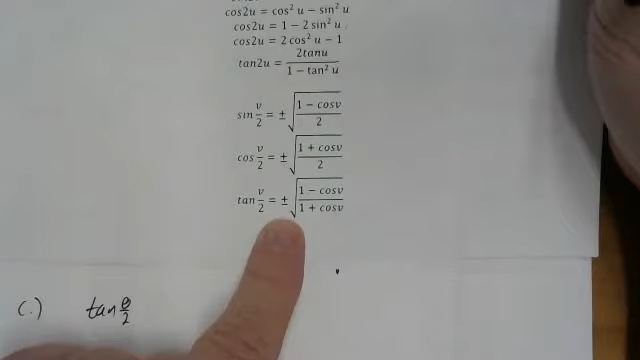 cos2u = cos² u − sin² u
cos2u = 1 − 2 sin² u
cos2u = 2 cos² u − 1
tan2u = 2tanu / 1 − tan² u
sin v/2 = ± √(1 − cosv / 2)
cos v/2 = ± √(1 + cosv / 2)
tan v/2 = ± √(1 − cosv / 1 + cosv)
c.) tan θ/2